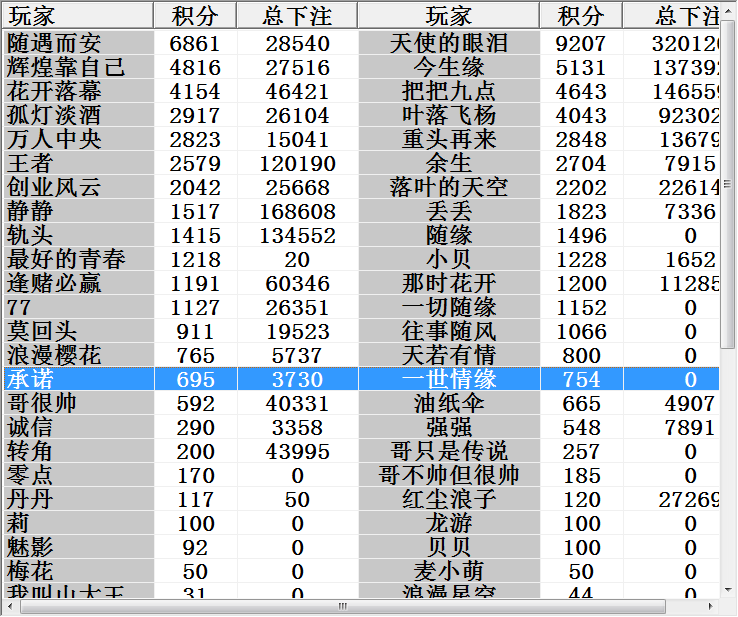 玩家 积分 总下注 玩家 积分 总下注
随遇而安 6861 28540 天使的眼泪 9207 32012
辉煌靠自己 4816 27516 今生缘 5131 13739
花开落幕 4154 46421 把把九点 4643 14655
孤灯淡酒 2917 26104 叶落飞杨 4043 92302
万人中央 2823 15041 重头再来 2848 13679
王者 2579 120190 余生 2704 7915
创业风云 2042 25668 落叶的天空 2202 22614
静静 1517 168608 丢丢 1823 7336
轨头 1415 134552 随缘 1496 0
最好的青春 1218 20 小贝 1228 1652
逢赌必赢 1191 60346 那时花开 1200 11285
77 1127 26351 一切随缘 1152 0
莫回头 911 19523 往事随风 1066 0
浪漫樱花 765 5737 天若有情 800 0
承诺 695 3730 一世情缘 754 0
哥很帅 592 40331 油纸伞 665 4907
诚信 290 3358 强强 548 7891
转角 200 43995 哥只是传说 257 0
零点 170 0 哥不帅但很帅 185 0
丹丹 117 50 红尘浪子 120 27269
莉 100 0 龙游 100 0
魅影 92 0 贝贝 100 0
梅花 50 0 麦小萌 50 0
我叫山大王 31 0 浪漫星空 44 0